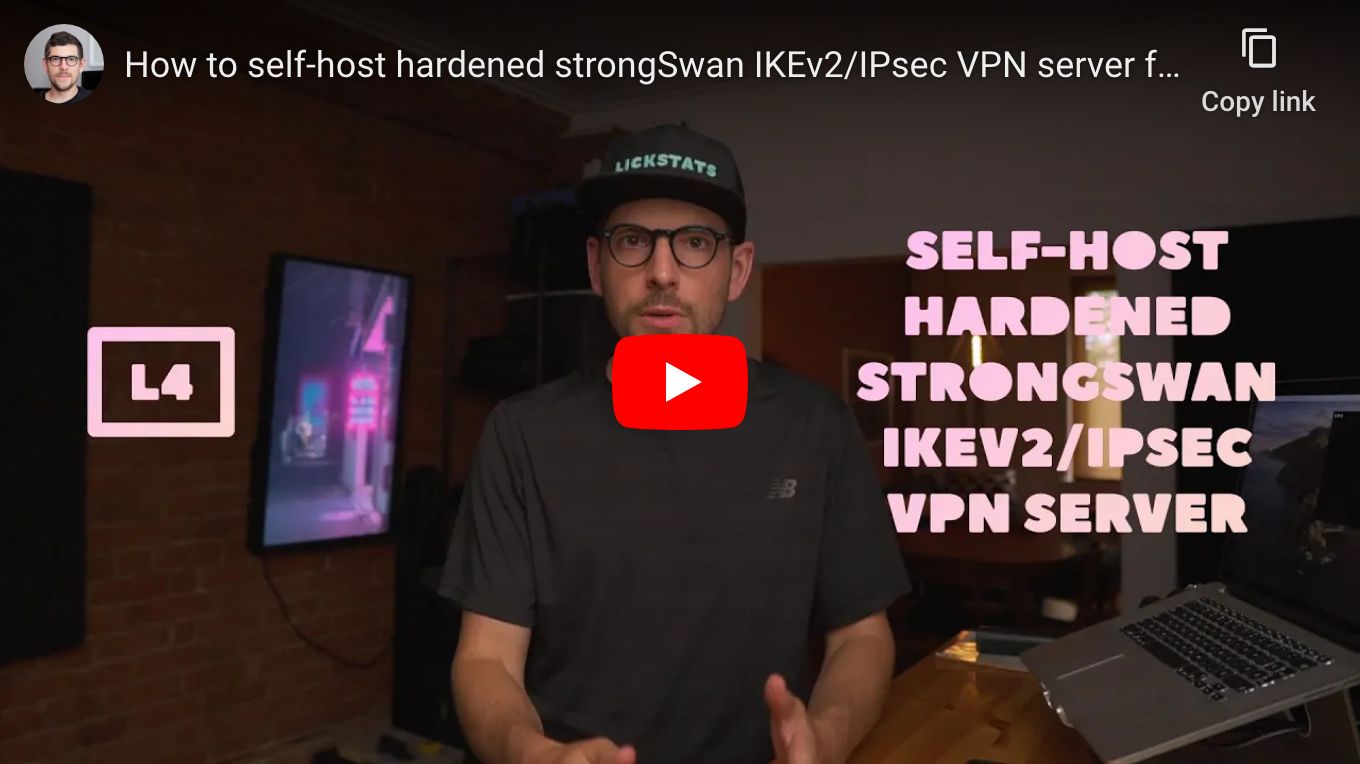 How to self-host hardened strongSwan IKEv2/IPsec VPN server f...
Copy link
LICKSTATS
SELF-HOST
HARDENED
STRONGSWAN
IKEV2/IPSEC
VPN SERVER
L4
NB